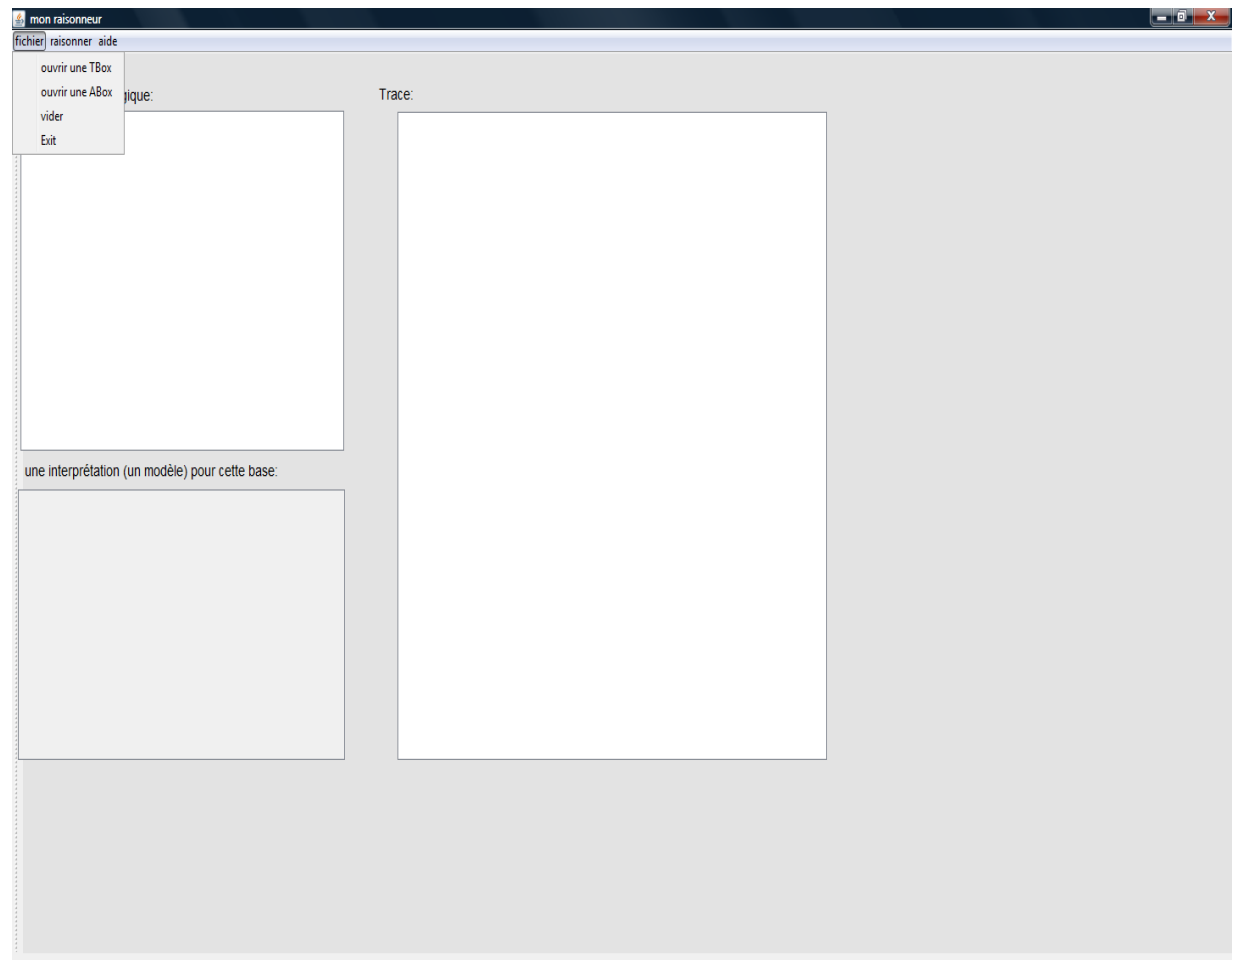 mon raisonneur
fichier raisonner aide
ouvrir une TBox
ouvrir une ABox
vider
Exit
Trace:
une interprétation (un modèle) pour cette base: